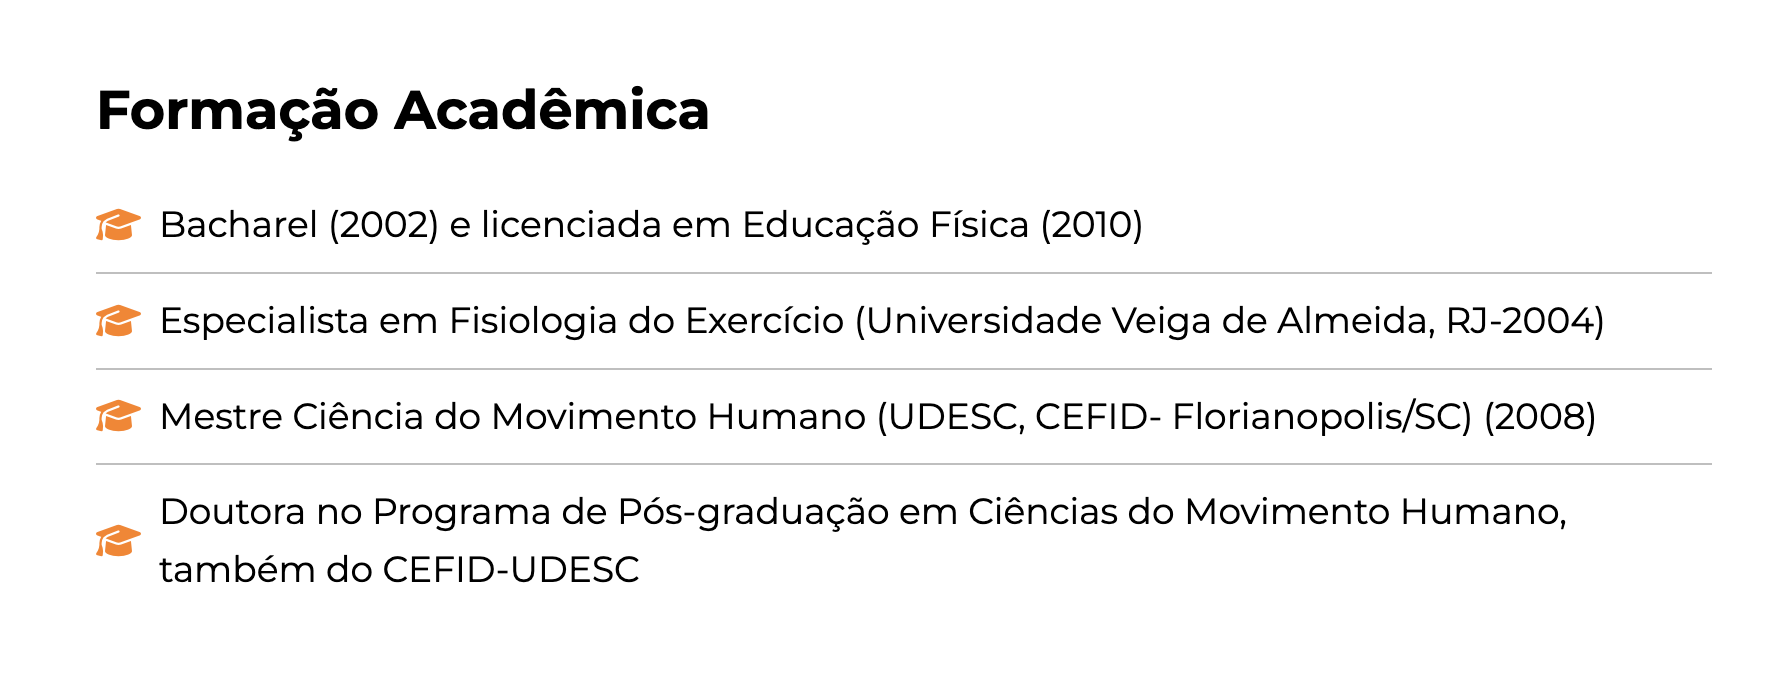 Formação Acadêmica
Bacharel (2002) e licenciada em Educação Física (2010)
Especialista em Fisiologia do Exercício (Universidade Veiga de Almeida, RJ-2004)
Mestre Ciência do Movimento Humano (UDESC, CEFID- Florianopolis/SC) (2008)
Doutora no Programa de Pós-graduação em Ciências do Movimento Humano,
também do CEFID-UDESC